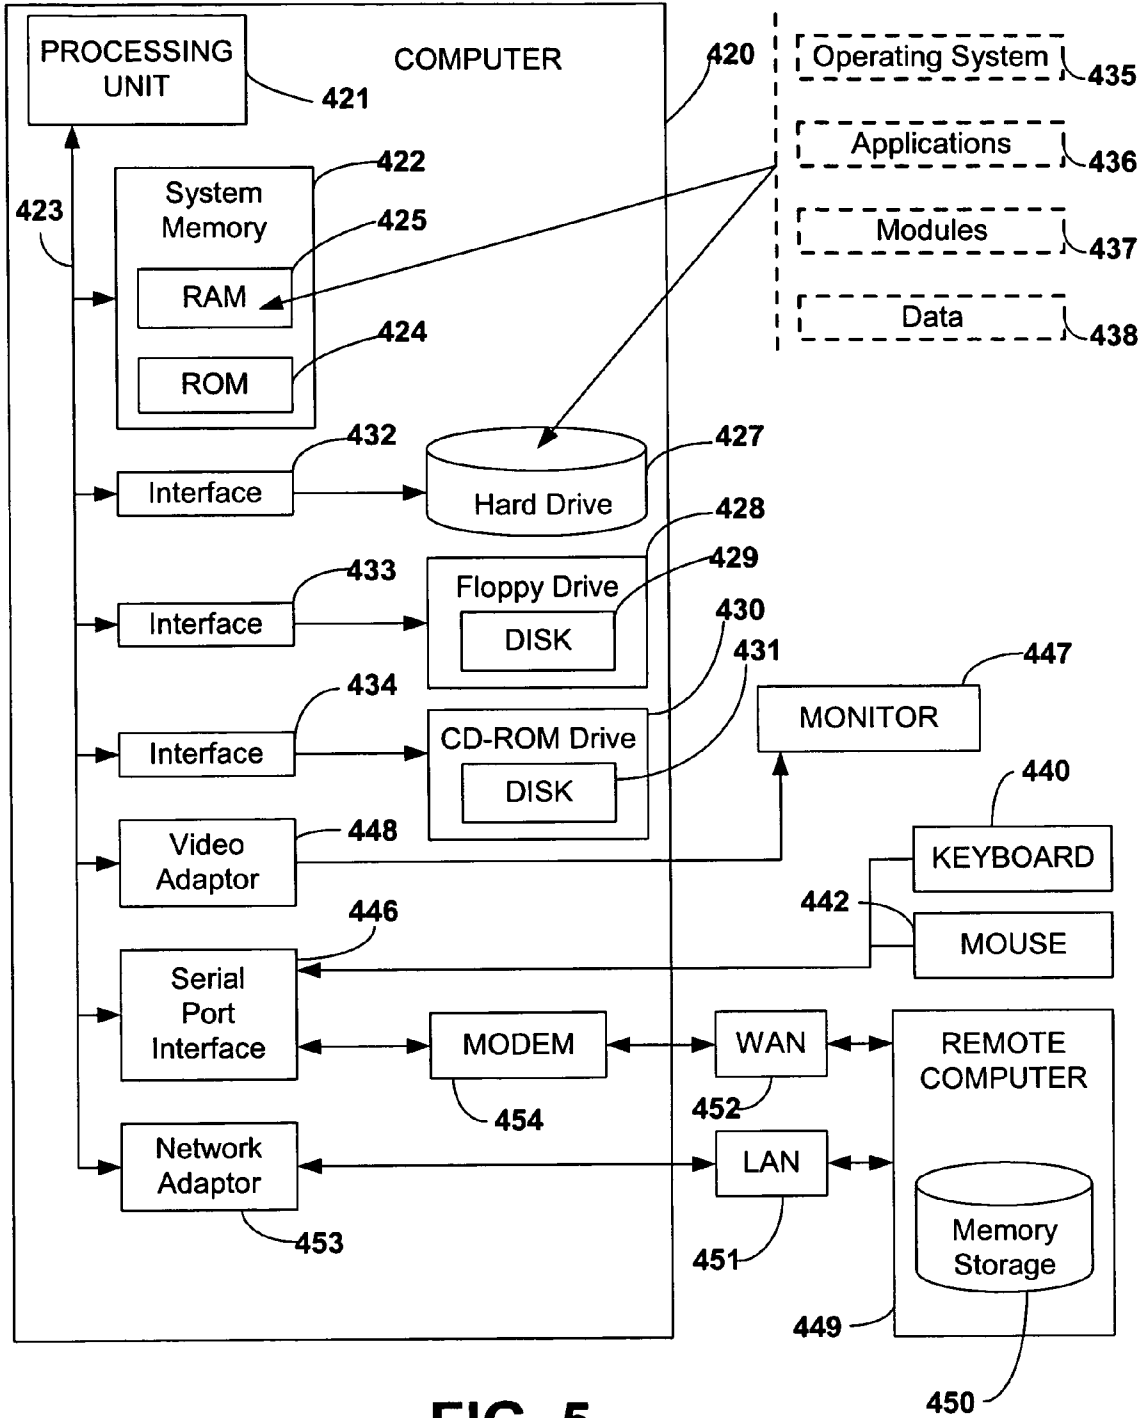 PROCESSING
UNIT
COMPUTER
420
421
Operating System
435
Applications
436
Modules
437
Data
438
422
423
System
Memory
425
RAM
424
ROM
432
Interface
427
Hard Drive
428
433
Interface
Floppy Drive
429
DISK
430
431
434
Interface
CD-ROM Drive
DISK
447
MONITOR
448
Video
Adaptor
440
KEYBOARD
442
MOUSE
446
Serial
Port
Interface
MODEM
454
WAN
452
REMOTE
COMPUTER
Network
Adaptor
453
LAN
451
Memory
Storage
449
450
FIG. 5